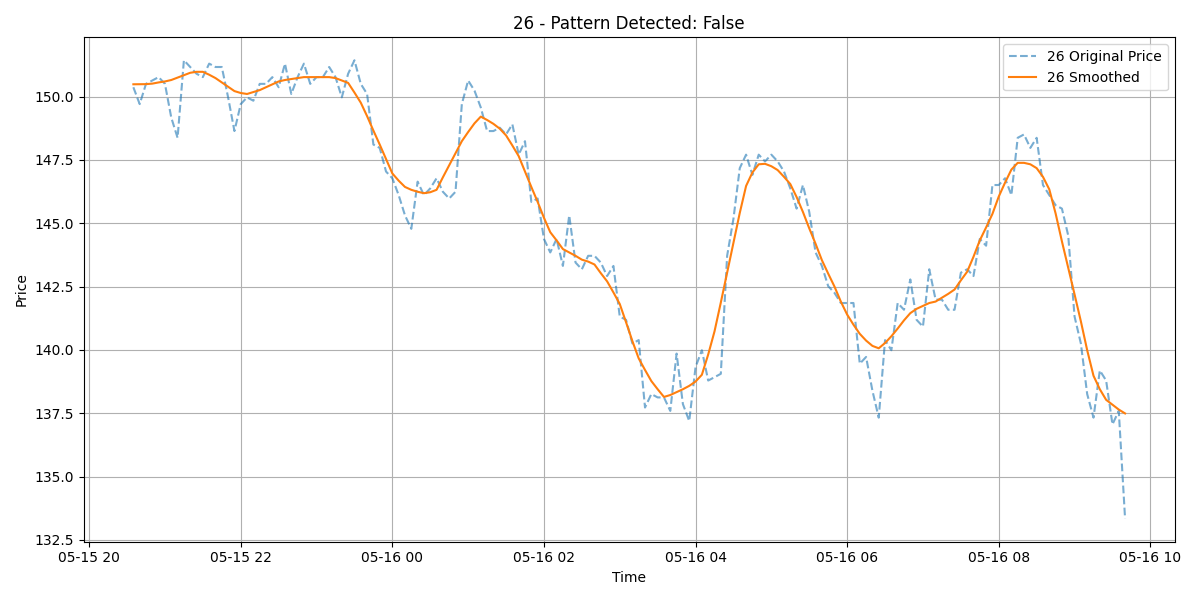 26 - Pattern Detected: False
26 Original Price
26 Smoothed
Price
150.0
147.5
145.0
142.5
140.0
137.5
135.0
132.5
05-15 20 05-15 22 05-16 00 05-16 02 05-16 04 05-16 06 05-16 08 05-16 10
Time